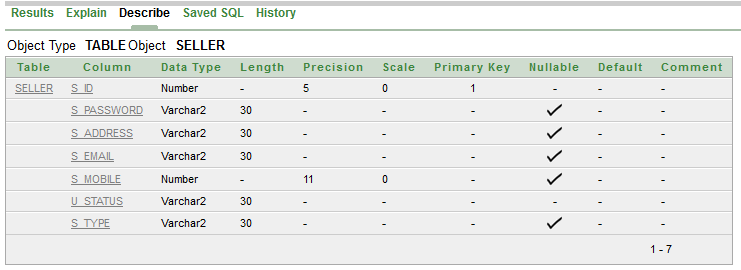 Results Explain Describe Saved SQL History
Object Type TABLE Object SELLER
Table Column Data Type Length Precision Scale Primary Key Nullable Default Comment
SELLER S_ID Number - 5 0 1 - - -
S_PASSWORD Varchar2 30 - - - ✓ - -
S_ADDRESS Varchar2 30 - - - ✓ - -
S_EMAIL Varchar2 30 - - - ✓ - -
S_MOBILE Number - 11 0 - ✓ - -
U_STATUS Varchar2 30 - - - - - -
S_TYPE Varchar2 30 - - - ✓ - -
1 - 7